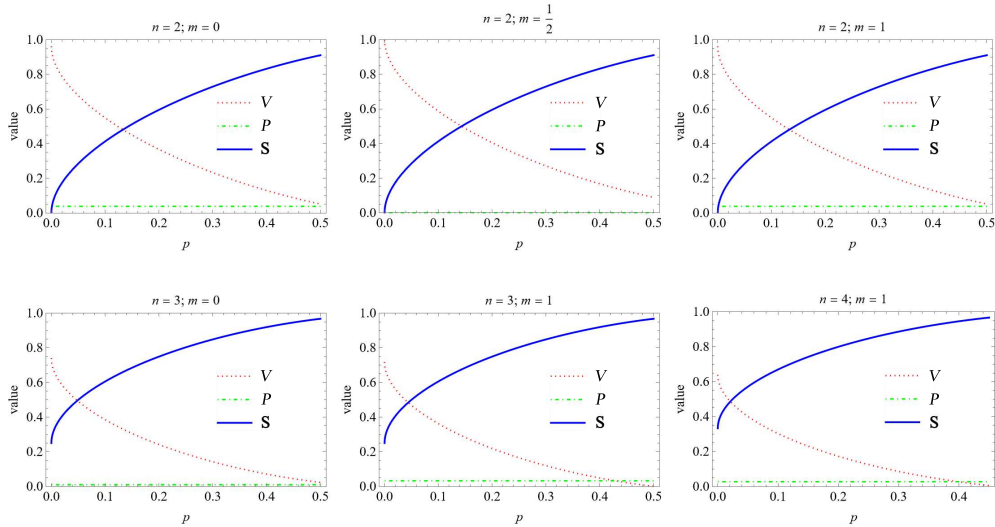 n = 2; m = 0
1.0
0.8
0.6
0.4
0.2
0.0
value
V
P
S
0.0 0.1 0.2 0.3 0.4 0.5
p
n = 2; m = 1/2
1.0
0.8
0.6
0.4
0.2
0.0
value
V
P
S
0.0 0.1 0.2 0.3 0.4 0.5
p
n = 2; m = 1
1.0
0.8
0.6
0.4
0.2
0.0
value
V
P
S
0.0 0.1 0.2 0.3 0.4 0.5
p
n = 3; m = 0
1.0
0.8
0.6
0.4
0.2
0.0
value
V
P
S
0.0 0.1 0.2 0.3 0.4 0.5
p
n = 3; m = 1
1.0
0.8
0.6
0.4
0.2
0.0
value
V
P
S
0.0 0.1 0.2 0.3 0.4 0.5
p
n = 4; m = 1
1.0
0.8
0.6
0.4
0.2
0.0
value
V
P
S
0.0 0.1 0.2 0.3 0.4
p